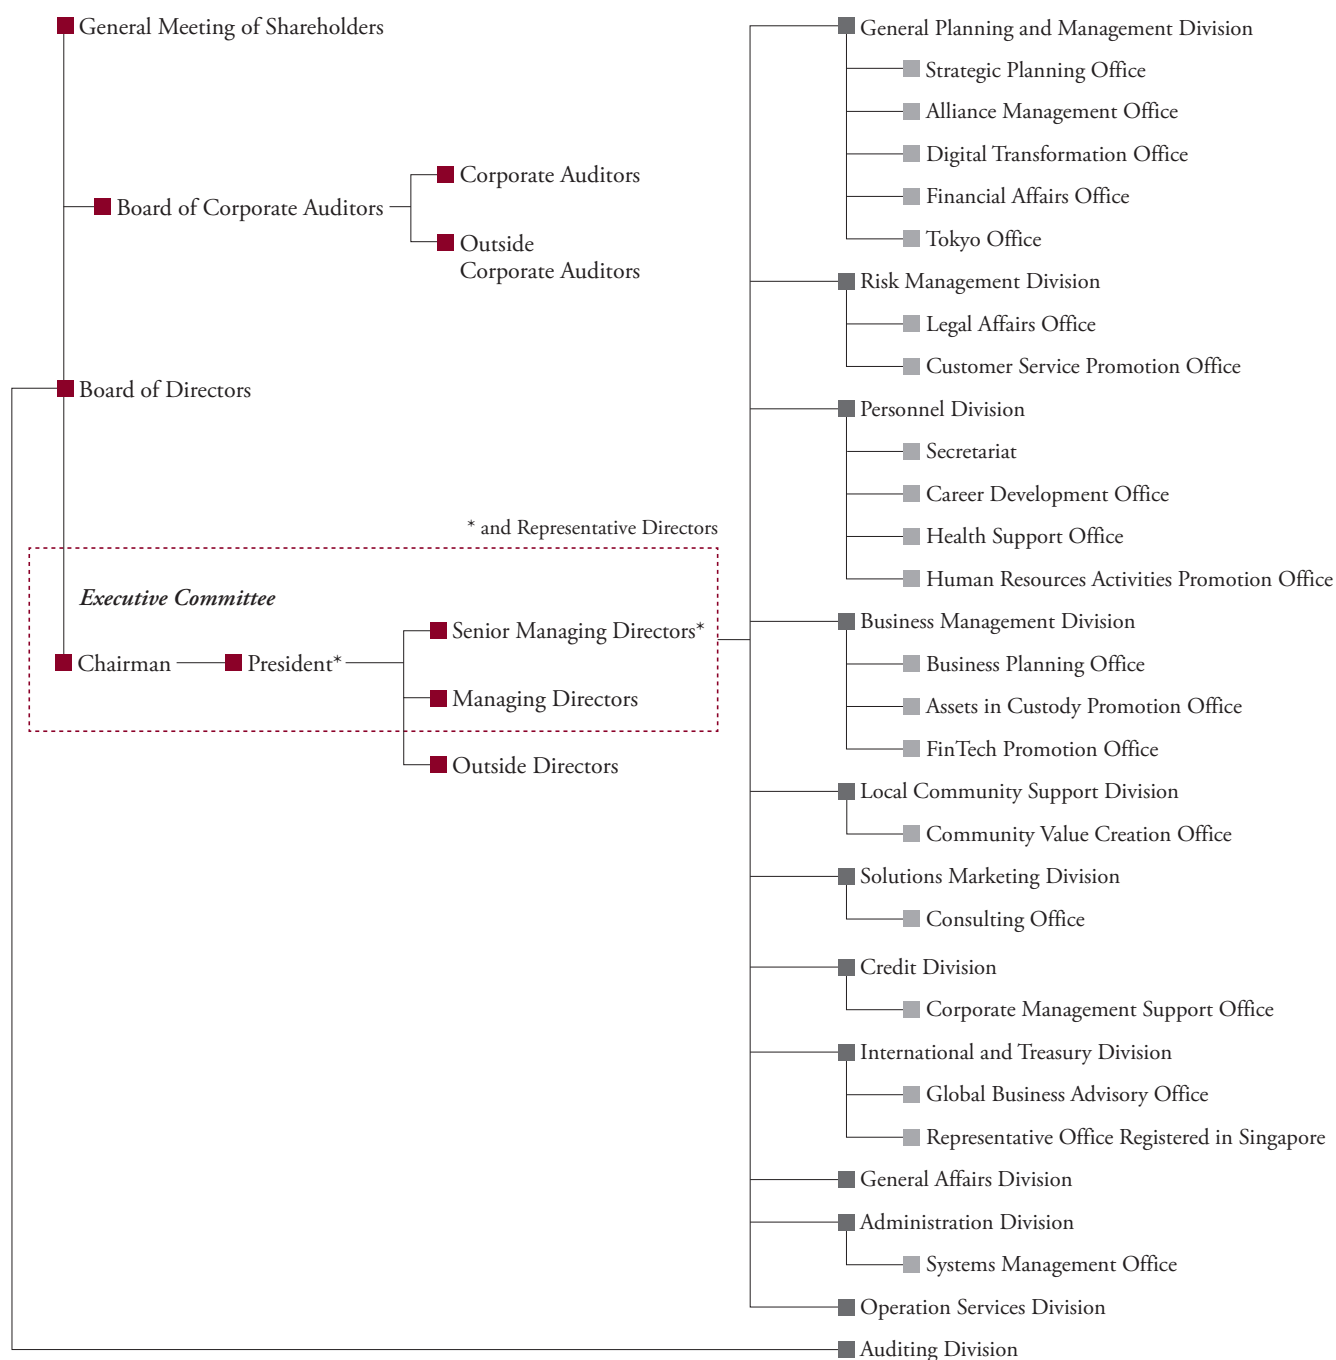 General Meeting of Shareholders
Board of Corporate Auditors
Corporate Auditors
Outside
Corporate Auditors
Board of Directors
* and Representative Directors
Executive Committee
Chairman
President*
Senior Managing Directors*
Managing Directors
Outside Directors
General Planning and Management Division
Strategic Planning Office
Alliance Management Office
Digital Transformation Office
Financial Affairs Office
Tokyo Office
Risk Management Division
Legal Affairs Office
Customer Service Promotion Office
Personnel Division
Secretariat
Career Development Office
Health Support Office
Human Resources Activities Promotion Office
Business Management Division
Business Planning Office
Assets in Custody Promotion Office
FinTech Promotion Office
Local Community Support Division
Community Value Creation Office
Solutions Marketing Division
Consulting Office
Credit Division
Corporate Management Support Office
International and Treasury Division
Global Business Advisory Office
Representative Office Registered in Singapore
General Affairs Division
Administration Division
Systems Management Office
Operation Services Division
Auditing Division